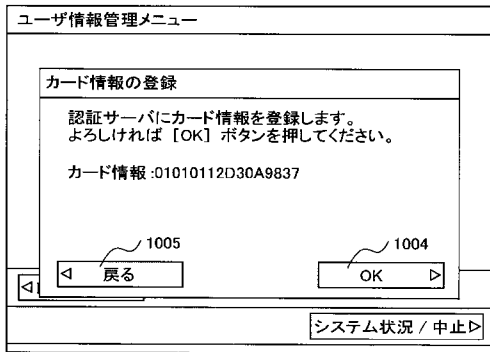 ユーザ情報管理メニュー
カード情報の登録
認証サーバにカード情報を登録します。
よろしければ [OK] ボタンを押してください。
カード情報:01010112D30A9837
1005
1004
戻る
OK
システム状況 / 中止